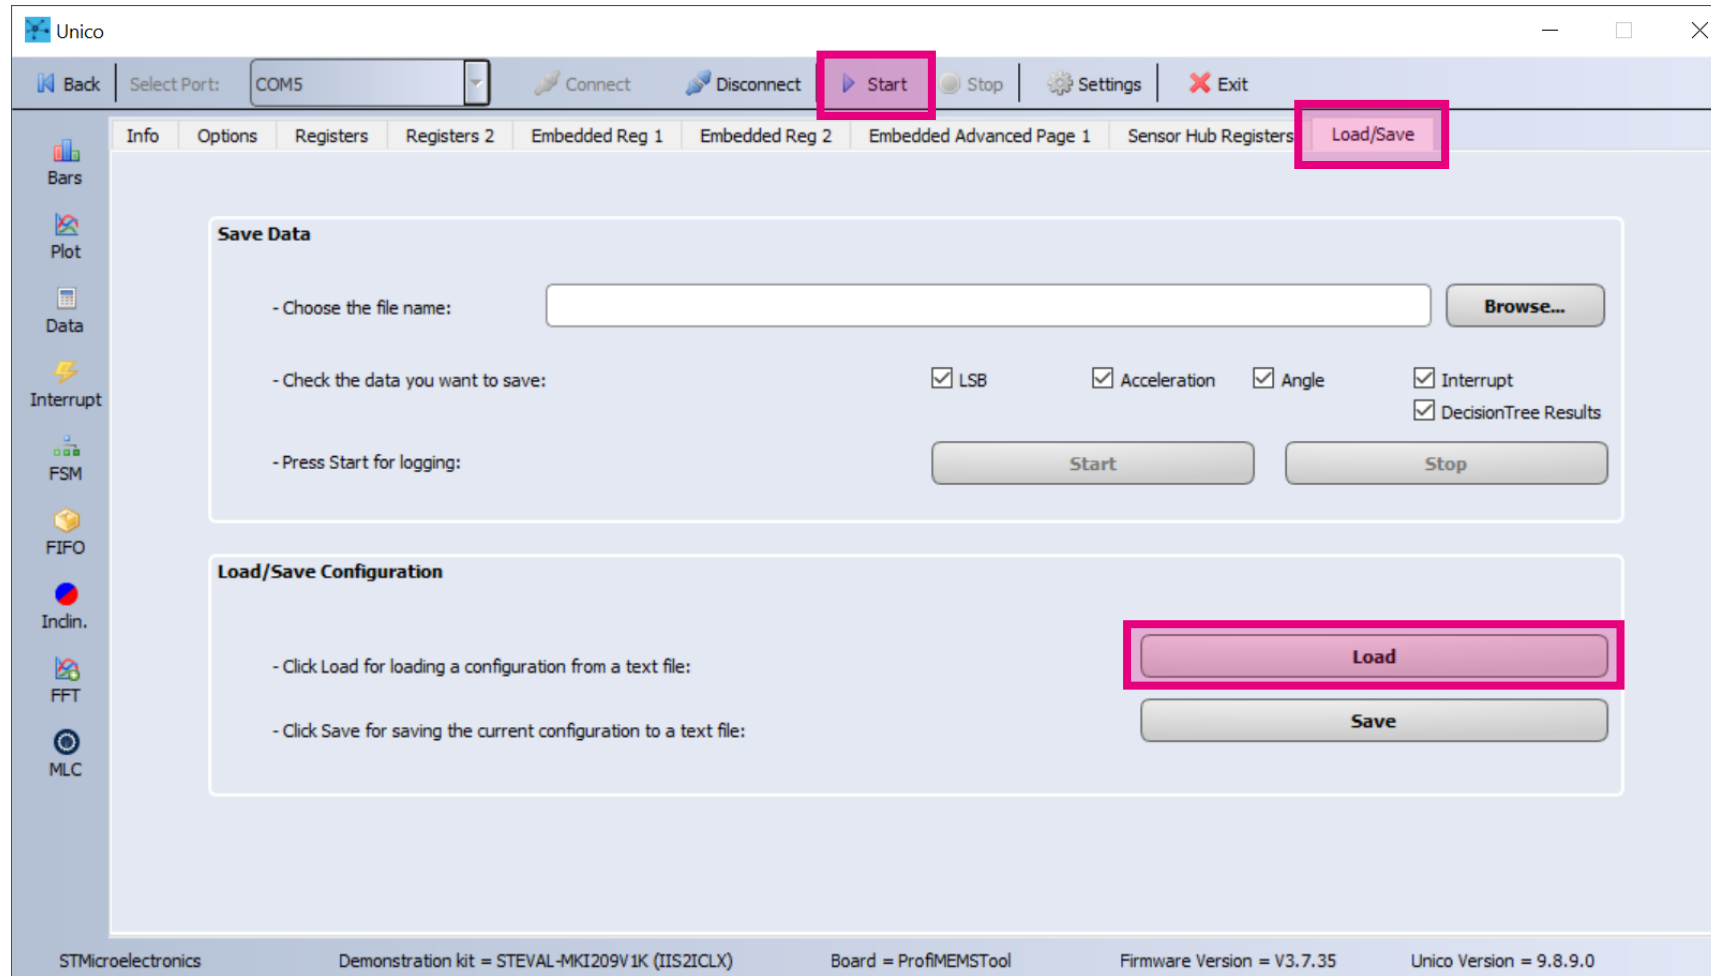 Unico
Back Select Port: COM5 Connect Disconnect Start Stop Settings Exit
Info Options Registers Registers 2 Embedded Reg 1 Embedded Reg 2 Embedded Advanced Page 1 Sensor Hub Registers Load/Save
Bars
Plot
Data
Interrupt
FSM
FIFO
Inclin.
FFT
MLC
Save Data
- Choose the file name: Browse...
- Check the data you want to save: LSB Acceleration Angle Interrupt
DecisionTree Results
- Press Start for logging: Start Stop
Load/Save Configuration
- Click Load for loading a configuration from a text file: Load
- Click Save for saving the current configuration to a text file: Save
STMicroelectronics Demonstration kit = STEVAL-MKI209V1K (IIS2ICLX) Board = ProfiMEMSTool Firmware Version = V3.7.35 Unico Version = 9.8.9.0